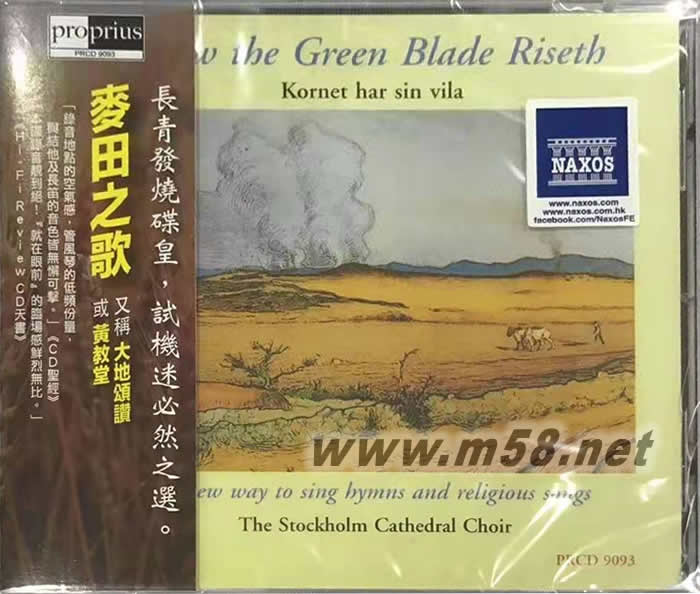 proprius
PRCD 9093
長青發燒碟皇，試機迷必然之選。
麥田之歌
又稱 大地頌讚
或 黃教堂
「錄音地點的空氣感，管風琴的低頻份量，
與結他及長笛的音色皆無懈可擊。」《CD聖經》
「本碟錄音靚到絕！『就在眼前』的臨場感鮮烈無比。」
《Hi-Fi Review CD天書》
w the Green Blade Riseth
Kornet har sin vila
NAXOS
www.naxos.com
www.naxos.com.hk
facebook.com/NaxosFE
www.m58.net
ew way to sing hymns and religious songs
The Stockholm Cathedral Choir
PRCD 9093